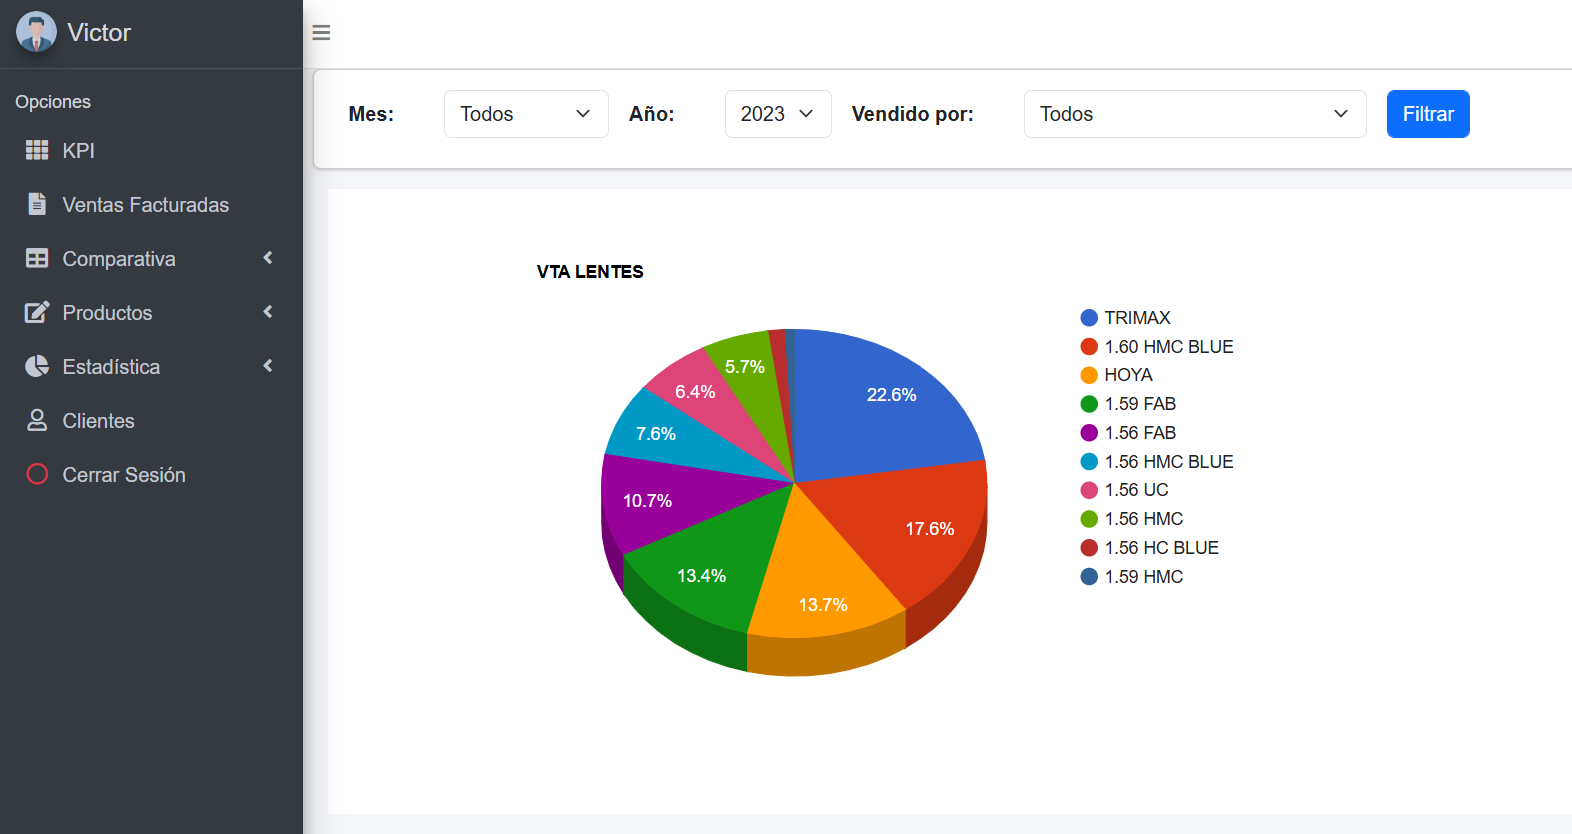 Victor
Opciones
KPI
Ventas Facturadas
Comparativa
Productos
Estadística
Clientes
Cerrar Sesión
Mes: Todos Año: 2023 Vendido por: Todos Filtrar
VTA LENTES
22.6%
17.6%
13.7%
13.4%
10.7%
7.6%
6.4%
5.7%
TRIMAX
1.60 HMC BLUE
HOYA
1.59 FAB
1.56 FAB
1.56 HMC BLUE
1.56 UC
1.56 HMC
1.56 HC BLUE
1.59 HMC